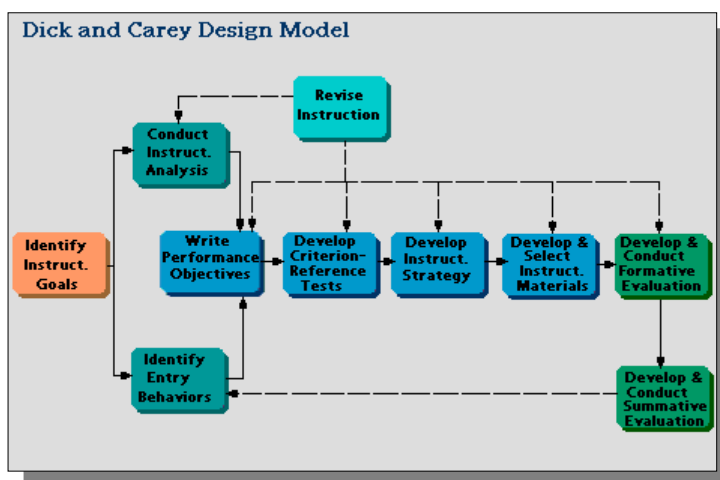 Dick and Carey Design Model
Revise
Instruction
Conduct
Instruct.
Analysis
Identify
Instruct.
Goals
Write
Performance
Objectives
Develop
Criterion-
Reference
Tests
Develop
Instruct.
Strategy
Develop &
Select
Instruct.
Materials
Develop &
Conduct
Formative
Evaluation
Identify
Entry
Behaviors
Develop &
Conduct
Summative
Evaluation